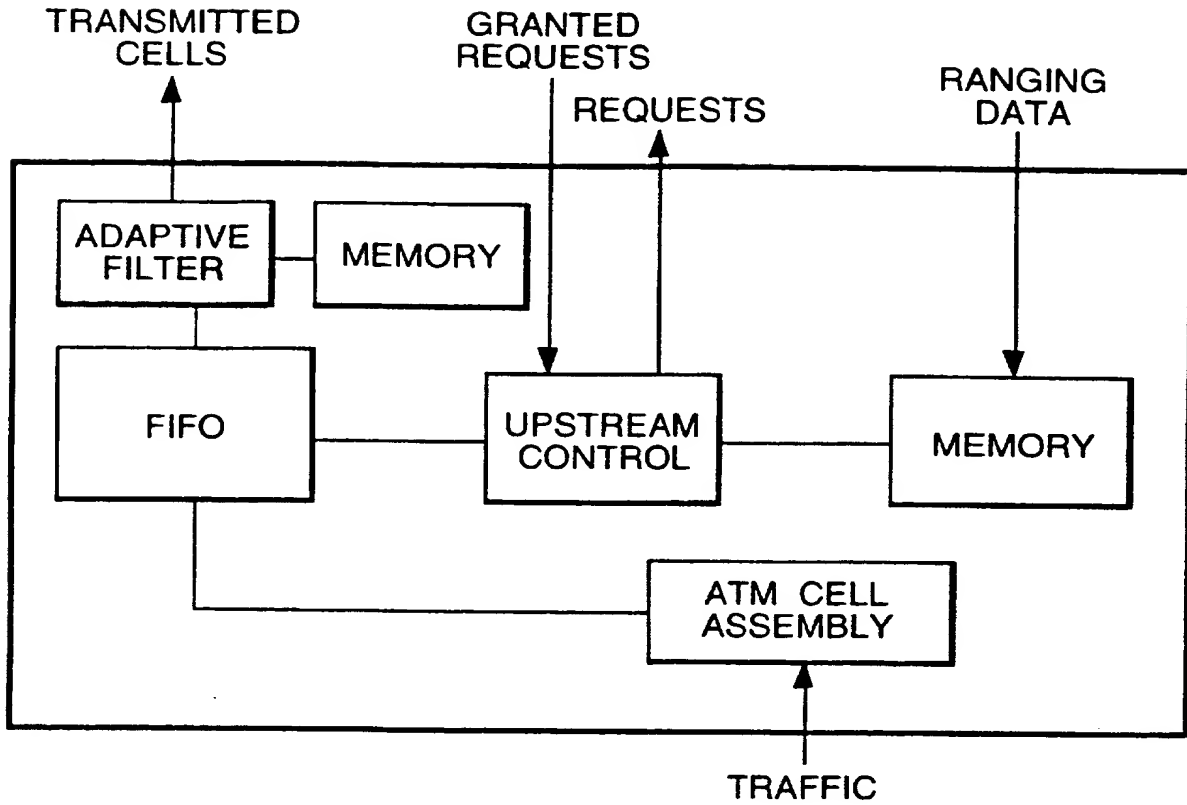 TRANSMITTED
CELLS
GRANTED
REQUESTS
REQUESTS
RANGING
DATA
ADAPTIVE
FILTER
MEMORY
FIFO
UPSTREAM
CONTROL
MEMORY
ATM CELL
ASSEMBLY
TRAFFIC